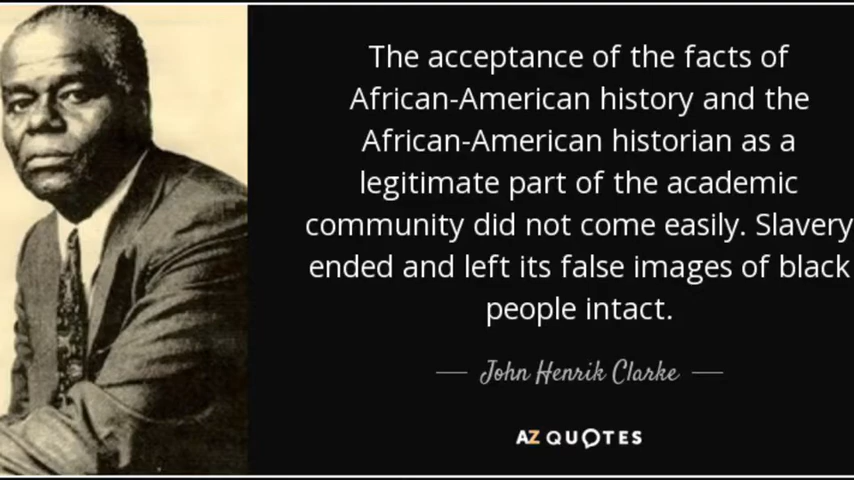 The acceptance of the facts of
African-American history and the
African-American historian as a
legitimate part of the academic
community did not come easily. Slavery
ended and left its false images of black
people intact.
John Henrik Clarke
AZ QUOTES